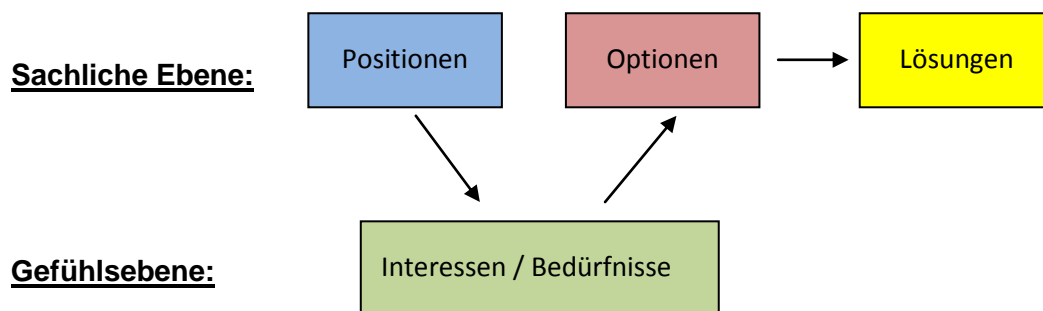 Sachliche Ebene:
Positionen
Optionen
Lösungen
Gefühlsebene:
Interessen / Bedürfnisse